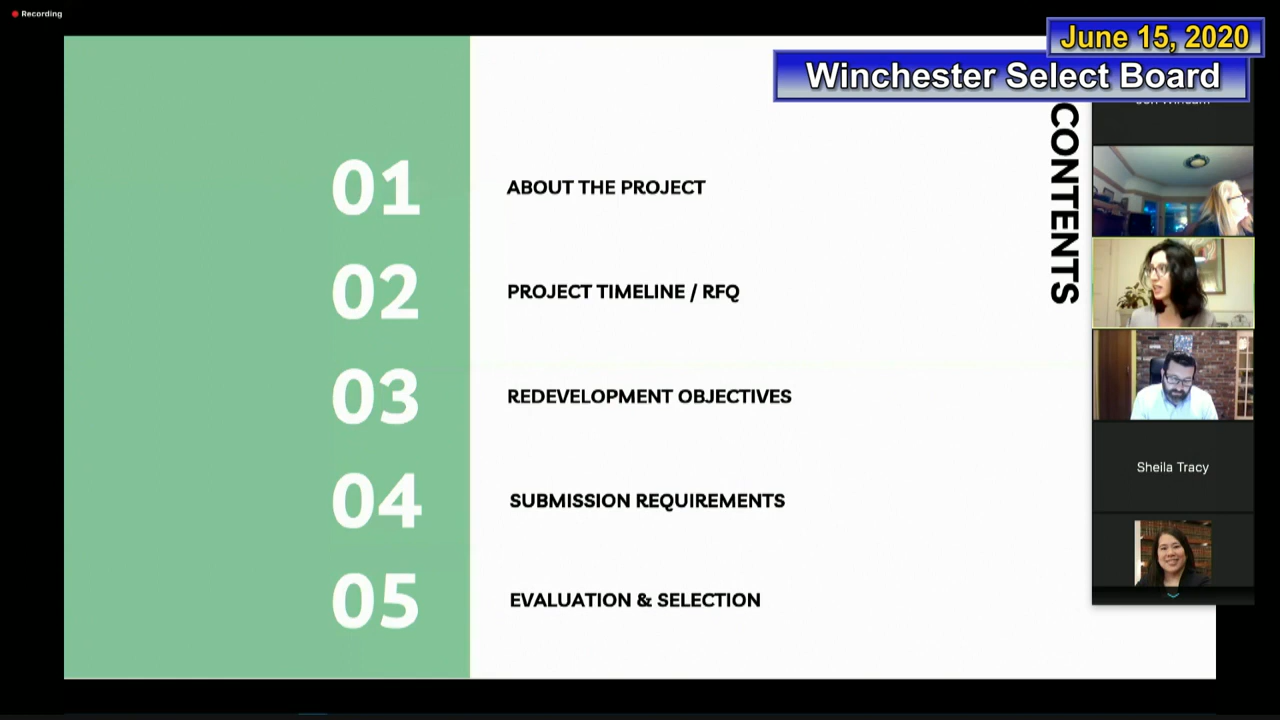 Recording
June 15, 2020
Winchester Select Board
CONTENTS
01 ABOUT THE PROJECT
02 PROJECT TIMELINE / RFQ
03 REDEVELOPMENT OBJECTIVES
04 SUBMISSION REQUIREMENTS
05 EVALUATION & SELECTION
Sheila Tracy